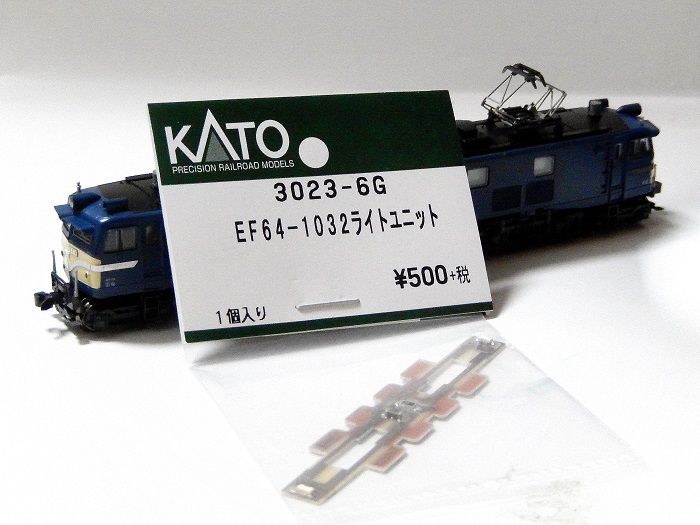 KATO
PRECISION RAILROAD MODELS
3023-6G
EF64-1032ライトユニット
¥500+税
1個入り